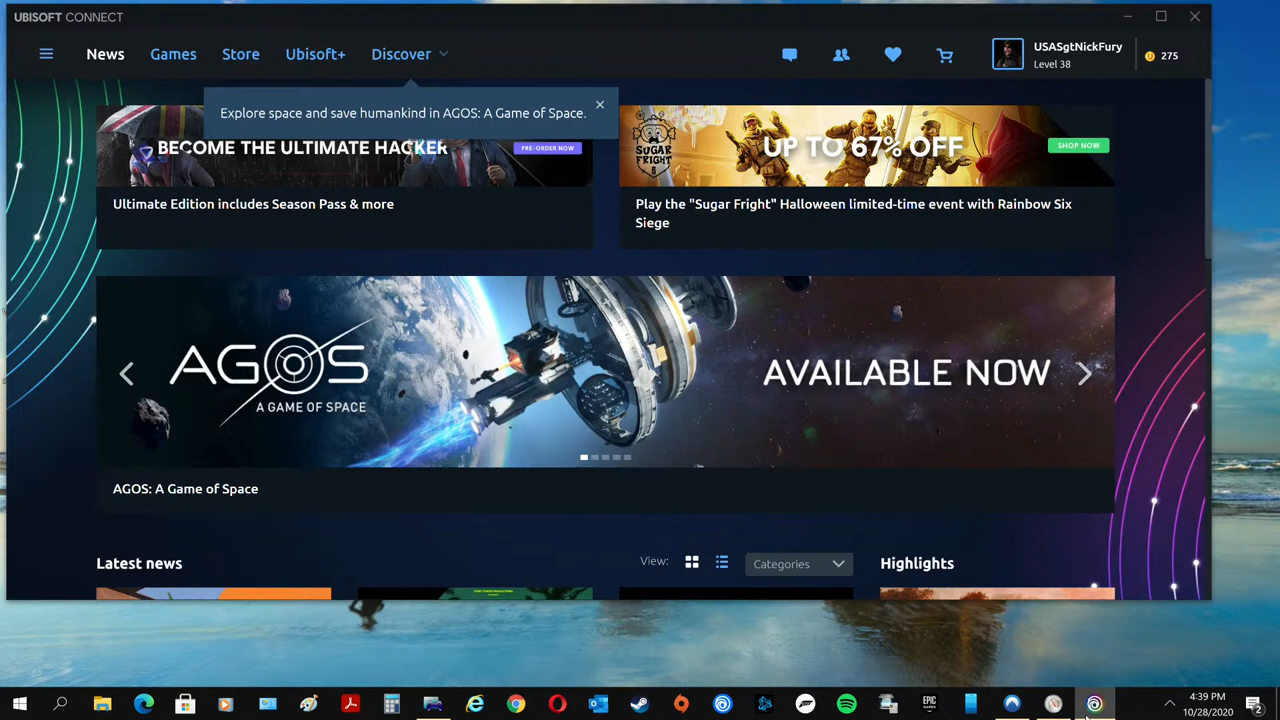 UBISOFT CONNECT
News
Games
Store
Ubisoft+
Discover
USASgtNickFury
Level 38
275
Explore space and save humankind in AGOS: A Game of Space.
BECOME THE ULTIMATE HACKER
PRE-ORDER NOW
Ultimate Edition includes Season Pass & more
SUGAR
FRIGHT
UP TO 67% OFF
SHOP NOW
Play the "Sugar Fright" Halloween limited-time event with Rainbow Six
Siege
AGOS
A GAME OF SPACE
AVAILABLE NOW
AGOS: A Game of Space
Latest news
View:
Categories
Highlights
EPIC
GAMES
4:39 PM
10/28/2020
2